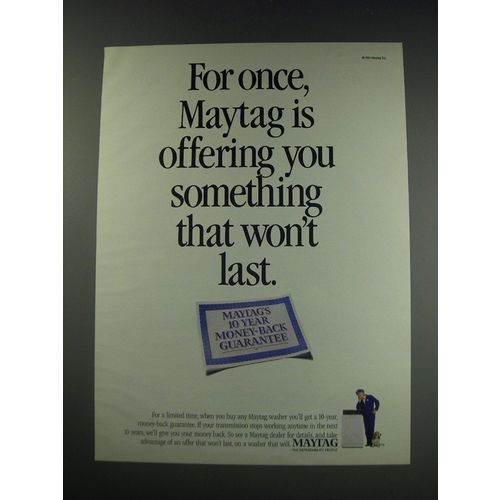 For once,
Maytag is
offering you
something
that won't
last.
MAYTAG'S
10 YEAR
MONEY-BACK
GUARANTEE
For a limited time, when you buy any Maytag washer you'll get a 10-year,
money-back guarantee. If your transmission stops working anytime in the next
10 years, we'll give you your money back. So see a Maytag dealer for details, and take
advantage of an offer that won't last, on a washer that will. MAYTAG
THE DEPENDABILITY PEOPLE